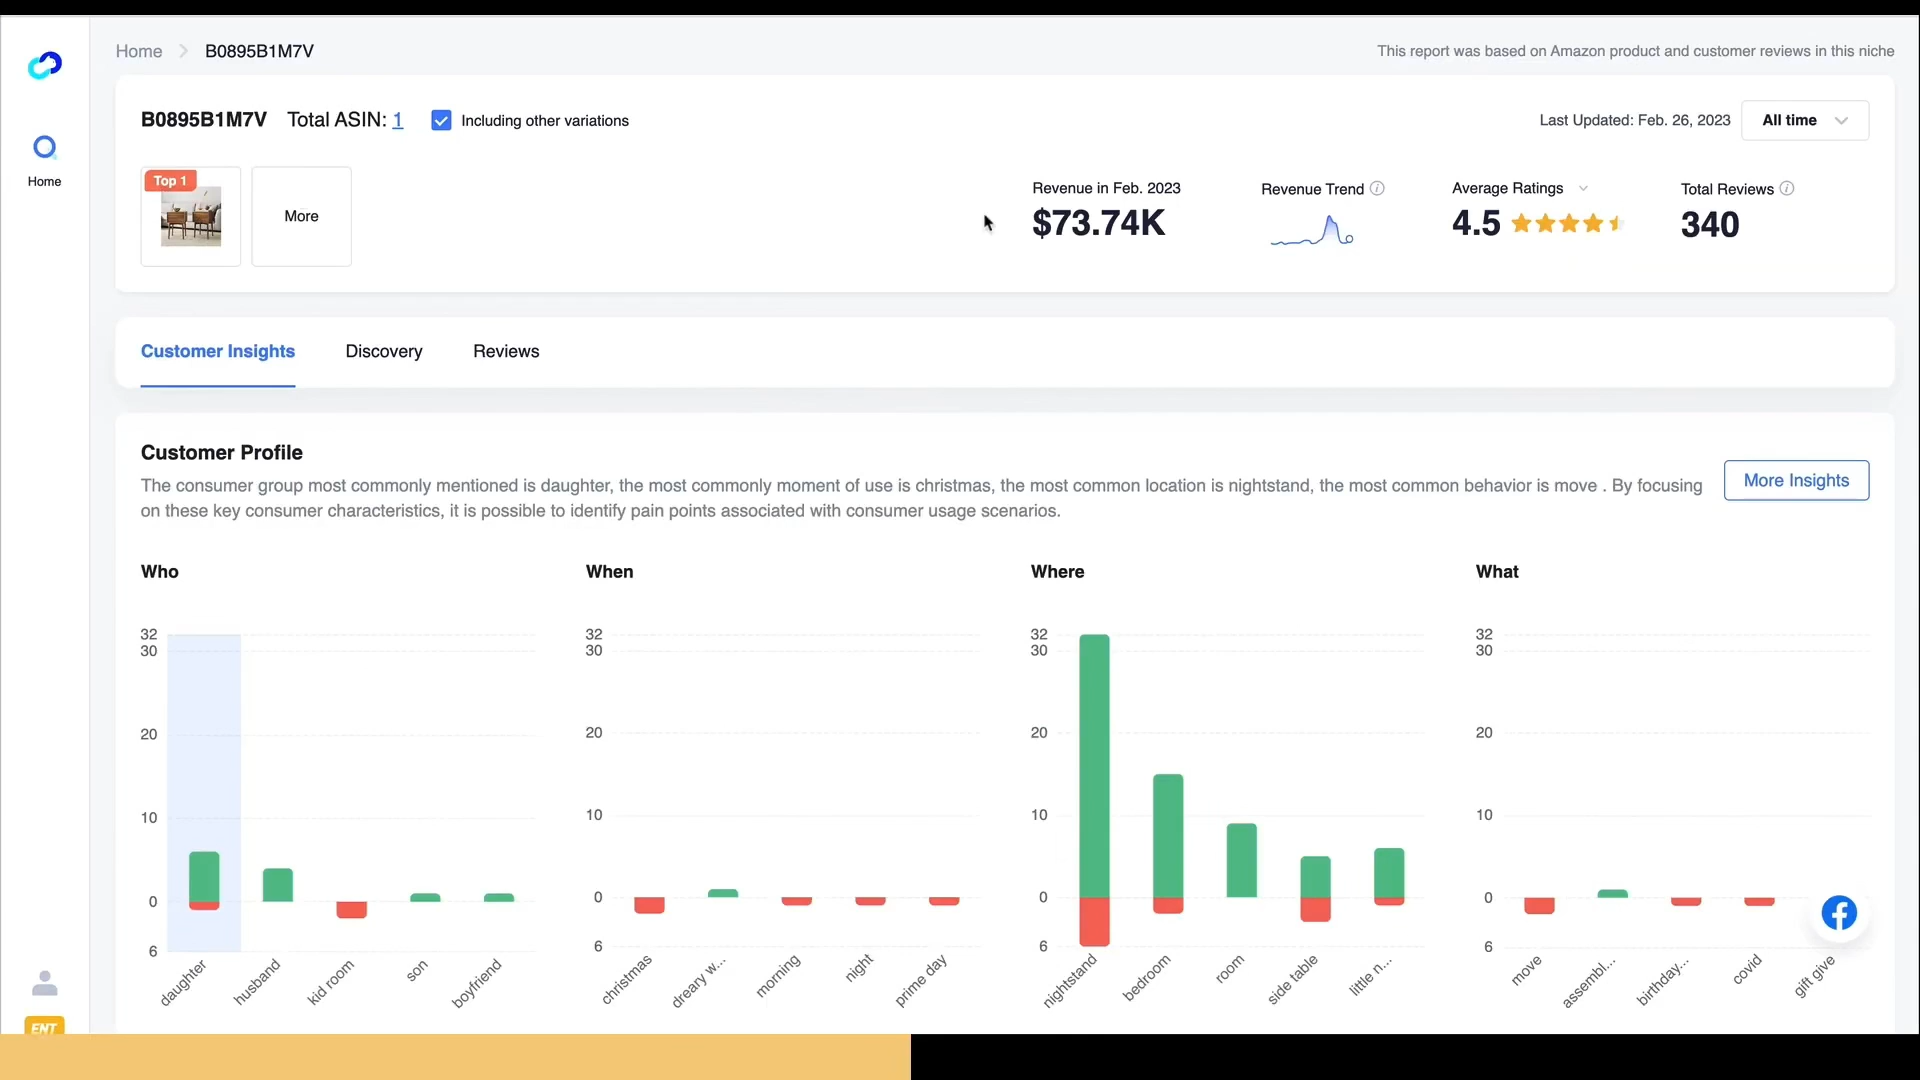 Home
B0895B1M7V
This report was based on Amazon product and customer reviews in this niche
B0895B1M7V
Total ASIN: 1
Including other variations
Last Updated: Feb. 26, 2023
All time
Home
Top 1
More
Revenue in Feb. 2023
$73.74K
Revenue Trend
Average Ratings
4.5
Total Reviews
340
Customer Insights
Discovery
Reviews
Customer Profile
The consumer group most commonly mentioned is daughter, the most commonly moment of use is christmas, the most common location is nightstand, the most common behavior is move . By focusing
on these key consumer characteristics, it is possible to identify pain points associated with consumer usage scenarios.
More Insights
Who
32
30
20
10
0
6
daughter
husband
kid room
son
boyfriend
When
32
30
20
10
0
6
christmas
dreary w...
morning
night
prime day
Where
32
30
20
10
0
6
nightstand
bedroom
room
side table
little n...
What
32
30
20
10
0
6
move
assembl...
birthday...
covid
gift give
ENT